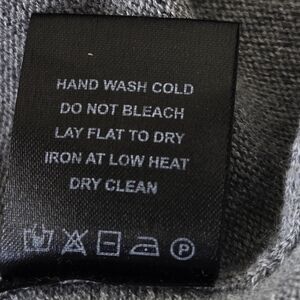 HAND WASH COLD
DO NOT BLEACH
LAY FLAT TO DRY
IRON AT LOW HEAT
DRY CLEAN
P